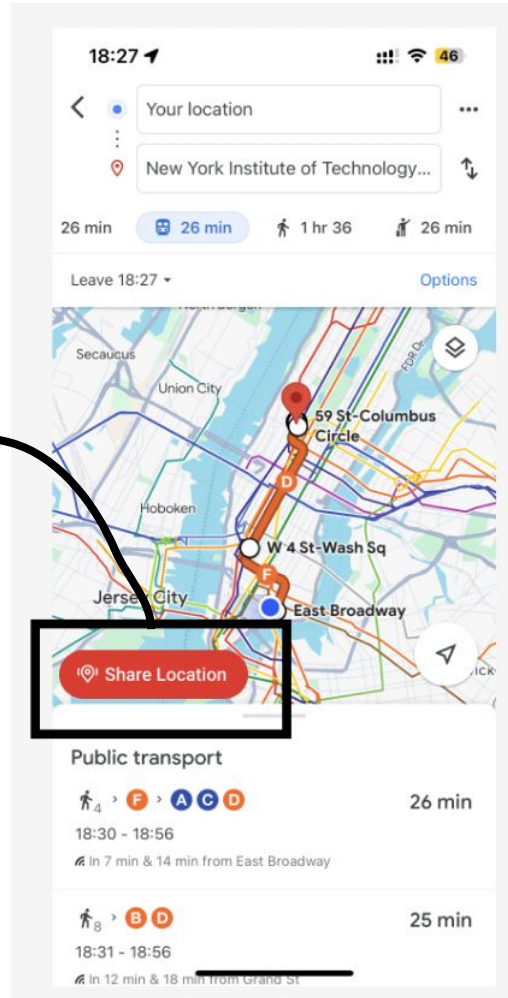 18:27
46
Your location
New York Institute of Technology...
26 min
26 min
1 hr 36
26 min
Leave 18:27
Options
Secaucus
FDR Dr
Union City
59 St-Columbus
Circle
D
Hoboken
W 4 St-Wash Sq
F
Jersey City
East Broadway
Share Location
Public transport
4 F A C D
26 min
18:30 - 18:56
In 7 min & 14 min from East Broadway
8 B D
25 min
18:31 - 18:56
In 12 min & 18 min from Grand St